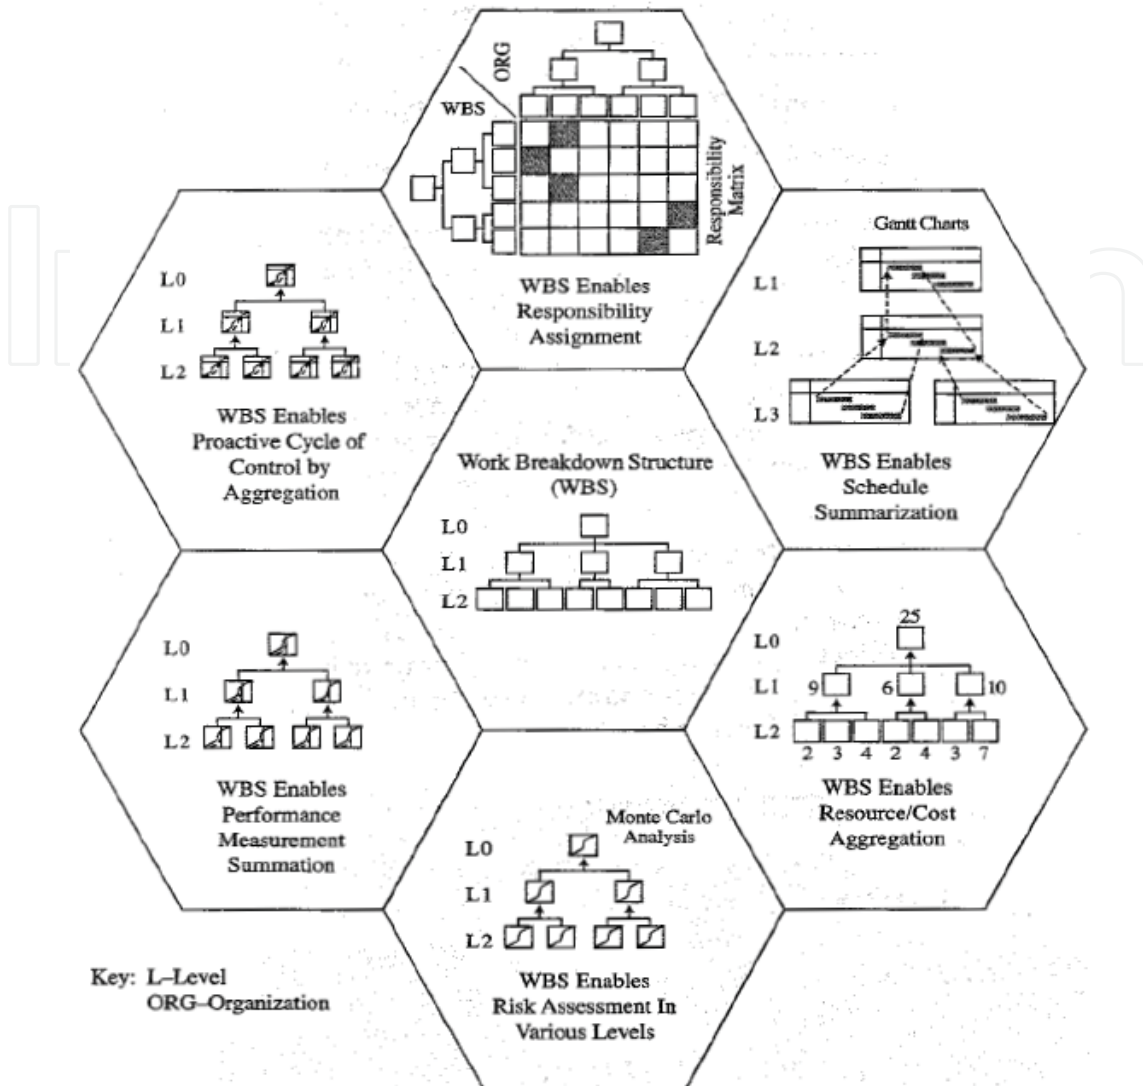 ORG
WBS
Responsibility
Matrix
WBS Enables
Responsibility
Assignment
L0
L1
L2
WBS Enables
Proactive Cycle of
Control by
Aggregation
Gantt Charts
L1
L2
L3
WBS Enables
Schedule
Summarization
Work Breakdown Structure
(WBS)
L0
L1
L2
L0
L1
L2
WBS Enables
Performance
Measurement
Summation
25
L0
L1
9
6
10
L2
2 3 4 2 4 3 7
WBS Enables
Resource/Cost
Aggregation
Monte Carlo
Analysis
L0
L1
L2
WBS Enables
Risk Assessment In
Various Levels
Key: L–Level
ORG–Organization